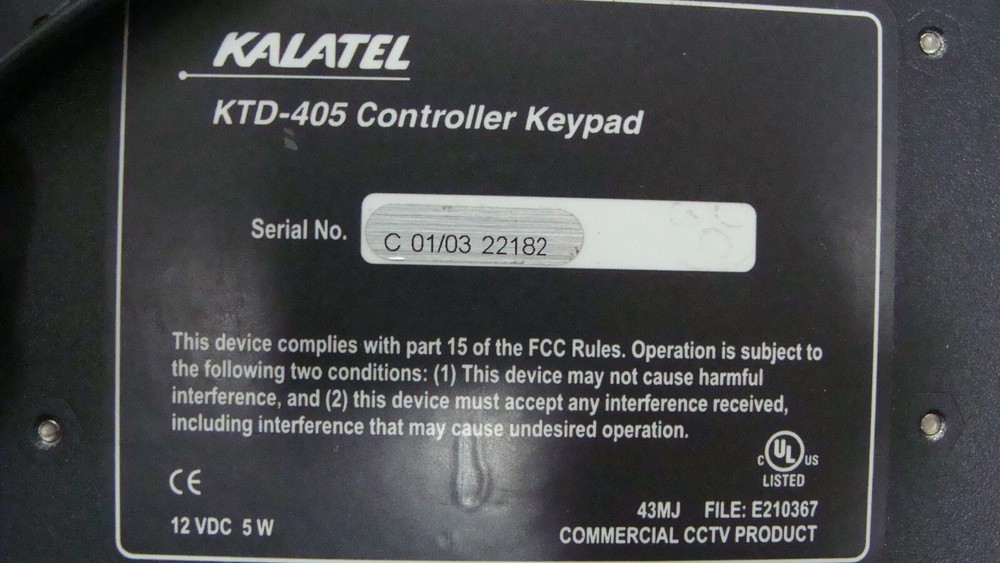 KALATEL
KTD-405 Controller Keypad
Serial No. C 01/03 22182
This device complies with part 15 of the FCC Rules. Operation is subject to
the following two conditions: (1) This device may not cause harmful
interference, and (2) this device must accept any interference received,
including interference that may cause undesired operation.
C UL US
LISTED
CE
43MJ FILE: E210367
12 VDC 5 W
COMMERCIAL CCTV PRODUCT